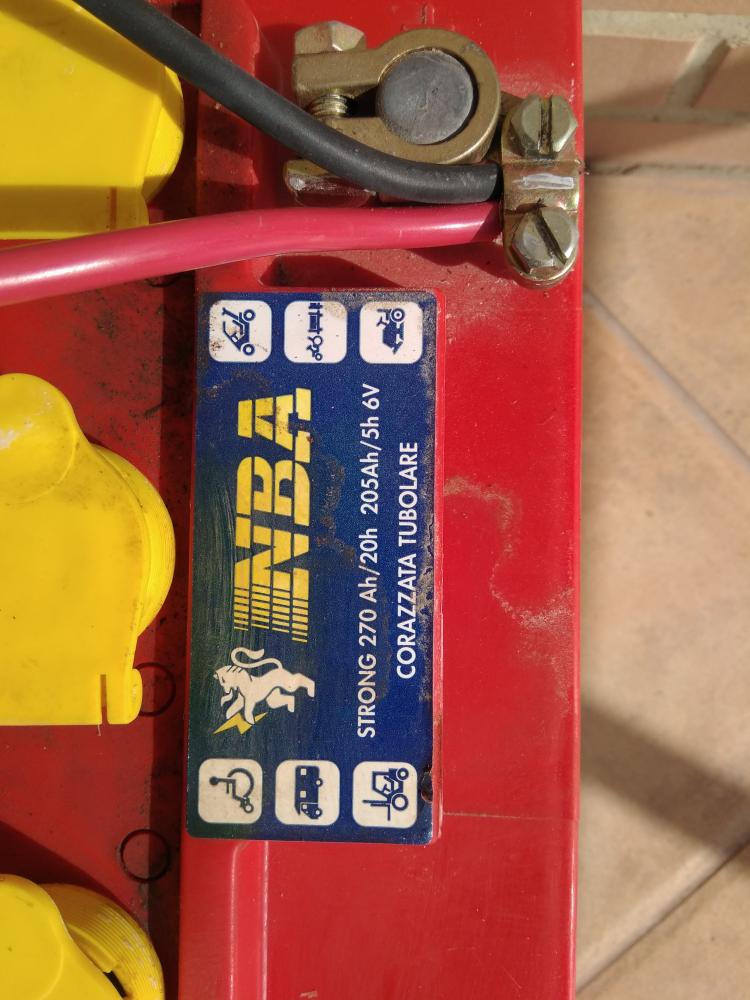 NBA
STRONG 270 Ah/20h 205Ah/5h 6V
CORAZZATA TUBOLARE